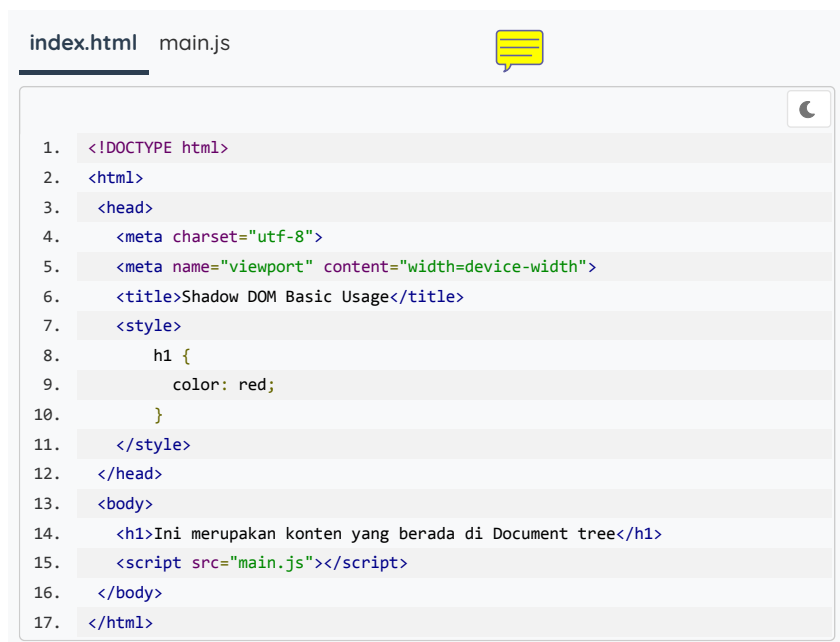 index.html main.js
1. <!DOCTYPE html>
2. <html>
3. <head>
4. <meta charset="utf-8">
5. <meta name="viewport" content="width=device-width">
6. <title>Shadow DOM Basic Usage</title>
7. <style>
8. h1 {
9. color: red;
10. }
11. </style>
12. </head>
13. <body>
14. <h1>Ini merupakan konten yang berada di Document tree</h1>
15. <script src="main.js"></script>
16. </body>
17. </html>